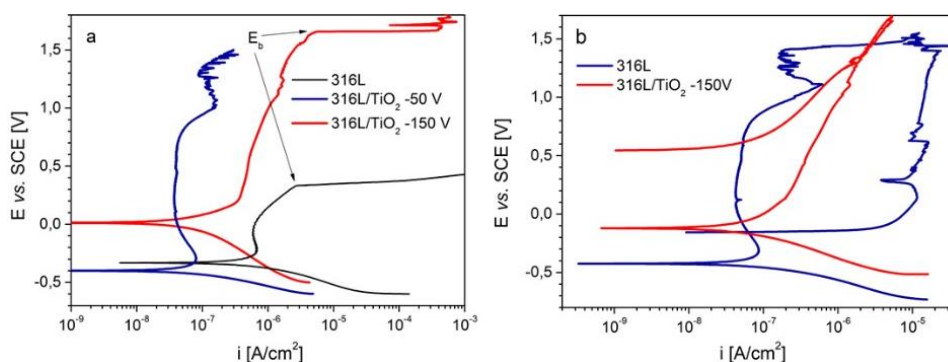 a
E_b
316L
316L/TiO₂ -50 V
316L/TiO₂ -150 V
1,5
1,0
0,5
0,0
-0,5
E vs. SCE [V]
10⁻⁹ 10⁻⁸ 10⁻⁷ 10⁻⁶ 10⁻⁵ 10⁻⁴ 10⁻³
i [A/cm²]
b
316L
316L/TiO₂ -150V
1,5
1,0
0,5
0,0
-0,5
E vs. SCE [V]
10⁻⁹ 10⁻⁸ 10⁻⁷ 10⁻⁶ 10⁻⁵
i [A/cm²]